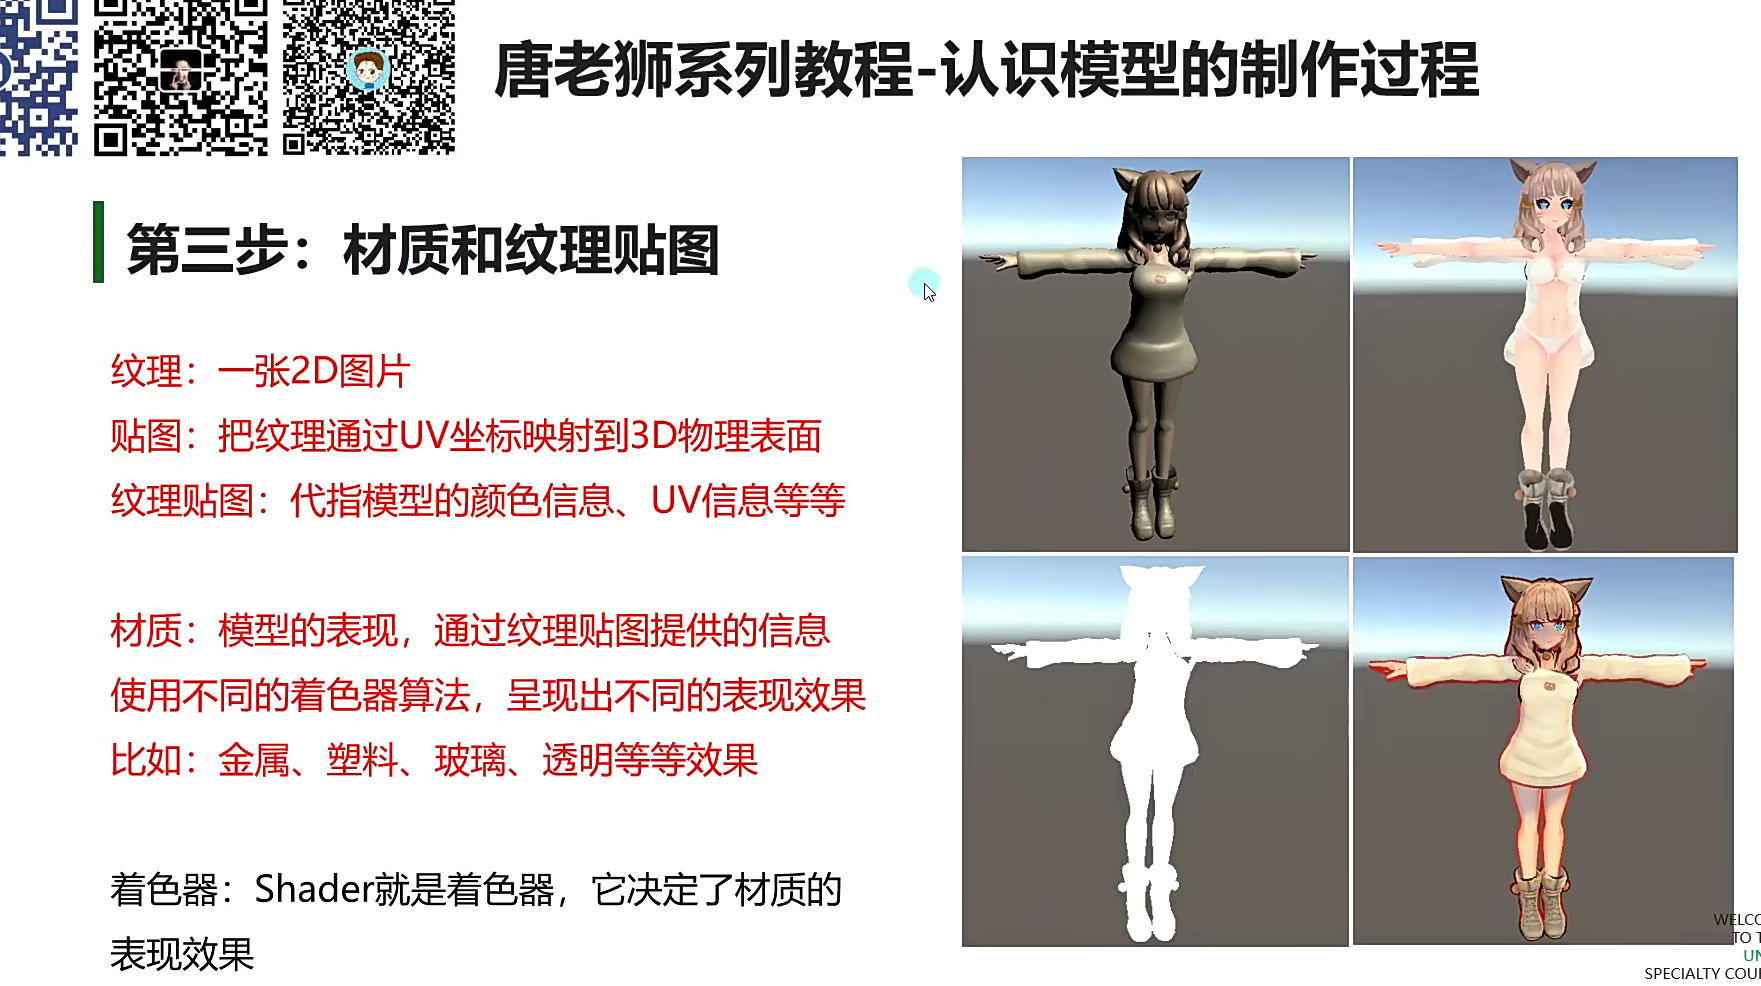 唐老狮系列教程-认识模型的制作过程
第三步：材质和纹理贴图
纹理：一张2D图片
贴图：把纹理通过UV坐标映射到3D物理表面
纹理贴图：代指模型的颜色信息、UV信息等等
材质：模型的表现，通过纹理贴图提供的信息
使用不同的着色器算法，呈现出不同的表现效果
比如：金属、塑料、玻璃、透明等等效果
着色器：Shader就是着色器，它决定了材质的
表现效果
TO
SPECIALTY